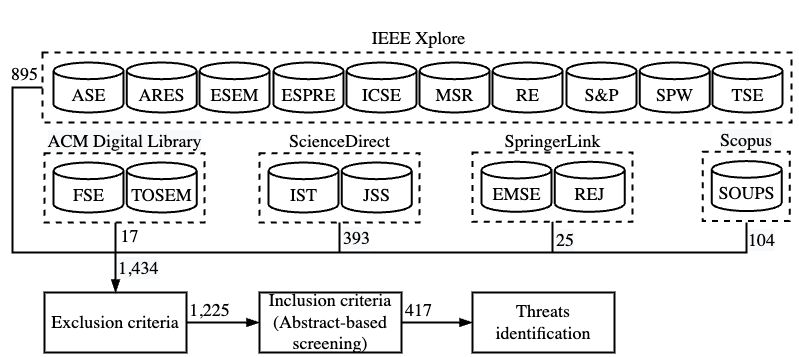 IEEE Xplore
895
ASE ARES ESEM ESPRE ICSE MSR RE S&P SPW TSE
ACM Digital Library ScienceDirect SpringerLink Scopus
FSE TOSEM IST JSS EMSE REJ SOUPS
17 393 25 104
1,434
Exclusion criteria
1,225
Inclusion criteria
(Abstract-based
screening)
417
Threats
identification